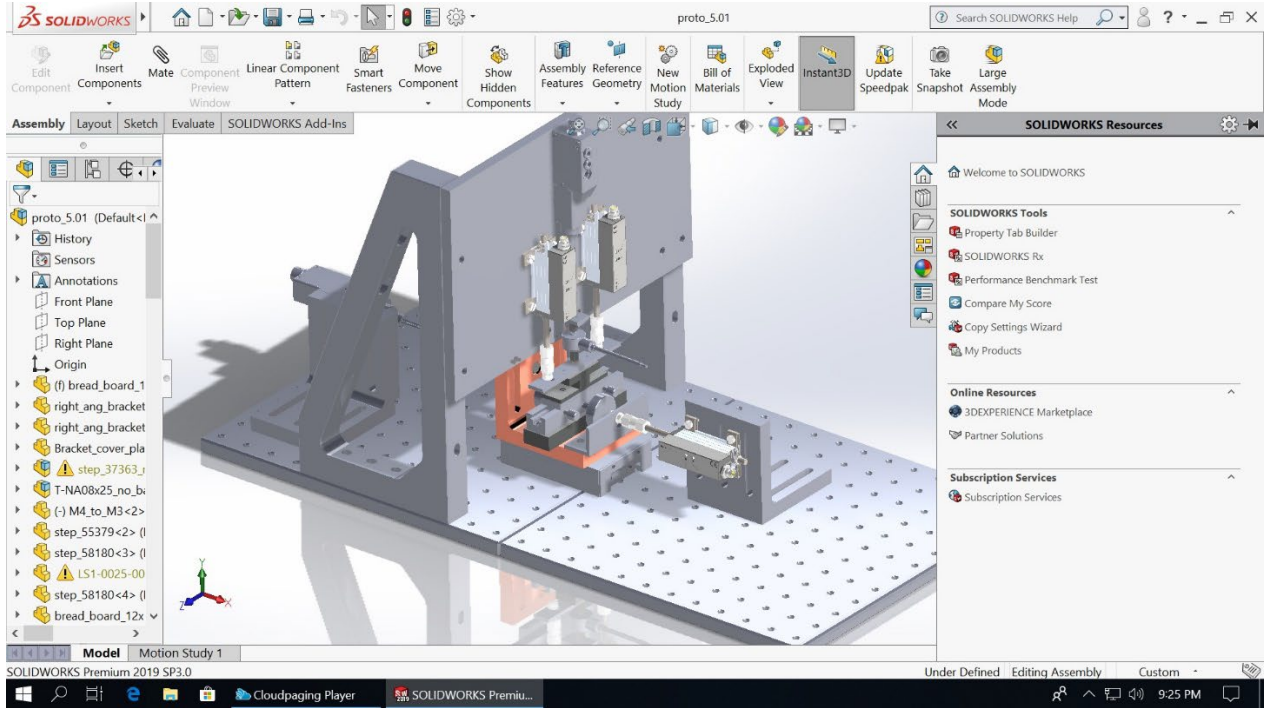 SOLIDWORKS
proto_5.01
Search SOLIDWORKS Help
Edit Component
Insert Components
Mate
Component Preview Window
Linear Component Pattern
Smart Fasteners
Move Component
Show Hidden Components
Assembly Features
Reference Geometry
New Motion Study
Bill of Materials
Exploded View
Instant3D
Update Speedpak
Take Snapshot
Large Assembly Mode
Assembly
Layout
Sketch
Evaluate
SOLIDWORKS Add-Ins
proto_5.01 (Default<
History
Sensors
Annotations
Front Plane
Top Plane
Right Plane
Origin
(f) bread_board_1
right_ang_bracket
right_ang_bracket
Bracket_cover_pla
step_37363_
T-NA08x25_no_b
(-) M4_to_M3<2>
step_55379<2> (
step_58180<3> (
LS1-0025-00
step_58180<4> (
bread_board_12x
Y
Z
X
SOLIDWORKS Resources
Welcome to SOLIDWORKS
SOLIDWORKS Tools
Property Tab Builder
SOLIDWORKS Rx
Performance Benchmark Test
Compare My Score
Copy Settings Wizard
My Products
Online Resources
3DEXPERIENCE Marketplace
Partner Solutions
Subscription Services
Subscription Services
Model
Motion Study 1
SOLIDWORKS Premium 2019 SP3.0
Under Defined
Editing Assembly
Custom
Cloudpaging Player
SOLIDWORKS Premiu...
9:25 PM